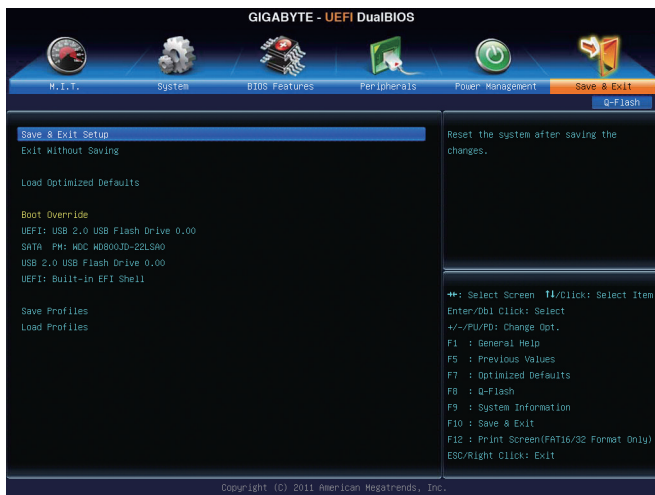 GIGABYTE - UEFI DualBIOS
M.I.T.
System
BIOS Features
Peripherals
Power Management
Save & Exit
Q-Flash
Save & Exit Setup
Exit Without Saving
Load Optimized Defaults
Boot Override
UEFI: USB 2.0 USB Flash Drive 0.00
SATA PM: WDC WD800JD-22LSA0
USB 2.0 USB Flash Drive 0.00
UEFI: Built-in EFI Shell
Save Profiles
Load Profiles
Reset the system after saving the
changes.
→←: Select Screen ↑↓/Click: Select Item
Enter/Dbl Click: Select
+/-/PU/PD: Change Opt.
F1 : General Help
F5 : Previous Values
F7 : Optimized Defaults
F8 : Q-Flash
F9 : System Information
F10 : Save & Exit
F12 : Print Screen(FAT16/32 Format Only)
ESC/Right Click: Exit
Copyright (C) 2011 American Megatrends, Inc.